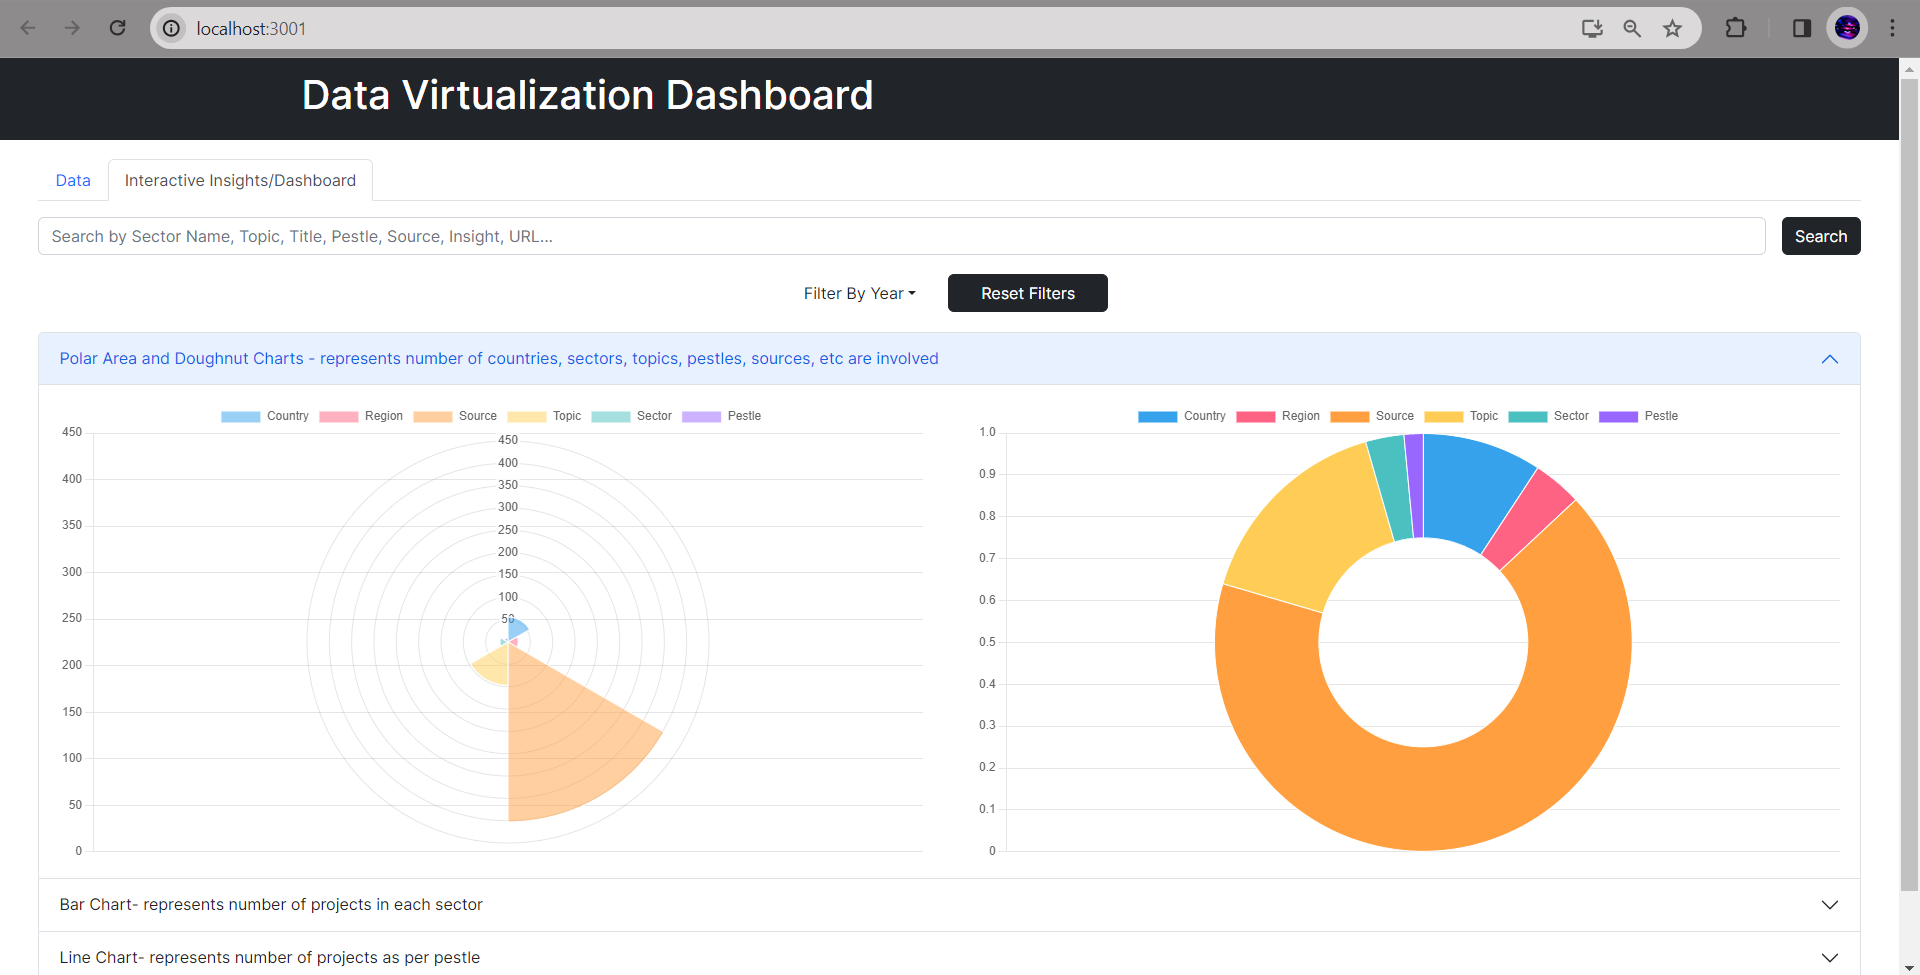 localhost:3001
Data Virtualization Dashboard
Data
Interactive Insights/Dashboard
Search by Sector Name, Topic, Title, Pestle, Source, Insight, URL...
Search
Filter By Year
Reset Filters
Polar Area and Doughnut Charts - represents number of countries, sectors, topics, pestles, sources, etc are involved
Country Region Source Topic Sector Pestle
450
400
350
300
250
200
150
100
50
0
450
400
350
300
250
200
150
100
50
Country Region Source Topic Sector Pestle
1.0
0.9
0.8
0.7
0.6
0.5
0.4
0.3
0.2
0.1
0
Bar Chart- represents number of projects in each sector
Line Chart- represents number of projects as per pestle